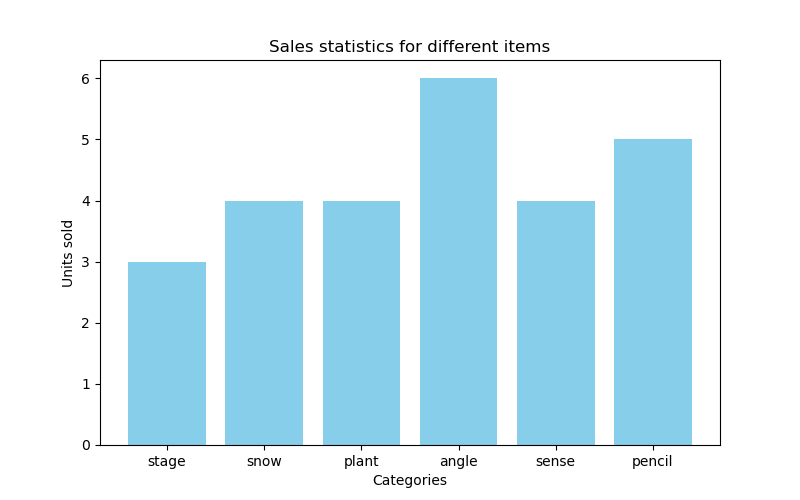 Sales statistics for different items
Units sold
6
5
4
3
2
1
0
stage snow plant angle sense pencil
Categories